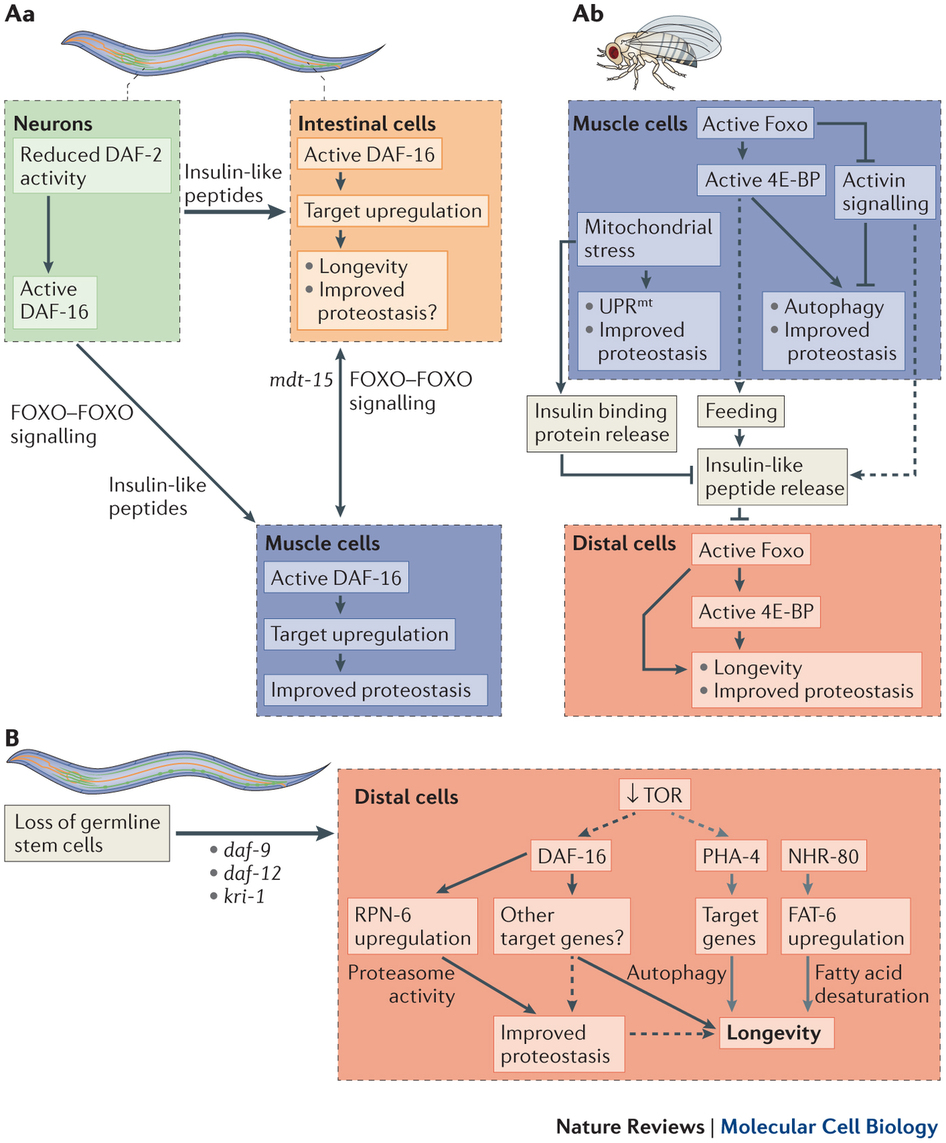 Aa
Neurons
Reduced DAF-2
activity
Active
DAF-16
Insulin-like
peptides
Intestinal cells
Active DAF-16
Target upregulation
• Longevity
• Improved
proteostasis?
FOXO–FOXO
signalling
Insulin-like
peptides
mdt-15
FOXO–FOXO
signalling
Muscle cells
Active DAF-16
Target upregulation
Improved proteostasis
Ab
Muscle cells
Active Foxo
Active 4E-BP
Activin
signalling
Mitochondrial
stress
• UPRmt
• Improved
proteostasis
• Autophagy
• Improved
proteostasis
Insulin binding
protein release
Feeding
Insulin-like
peptide release
Distal cells
Active Foxo
Active 4E-BP
• Longevity
• Improved proteostasis
B
Loss of germline
stem cells
• daf-9
• daf-12
• kri-1
Distal cells
↓ TOR
DAF-16
PHA-4
NHR-80
RPN-6
upregulation
Other
target genes?
Target
genes
FAT-6
upregulation
Proteasome
activity
Autophagy
Fatty acid
desaturation
Improved
proteostasis
Longevity
Nature Reviews | Molecular Cell Biology